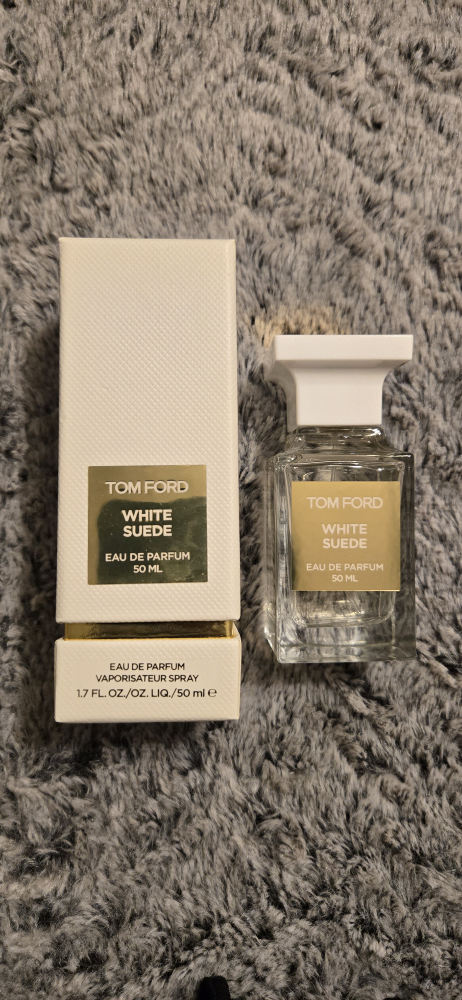 TOM FORD
WHITE
SUEDE
EAU DE PARFUM
50 ML
EAU DE PARFUM
VAPORISATEUR SPRAY
1.7 FL. OZ./OZ. LIQ./50 ml ℮
TOM FORD
WHITE
SUEDE
EAU DE PARFUM
50 ML